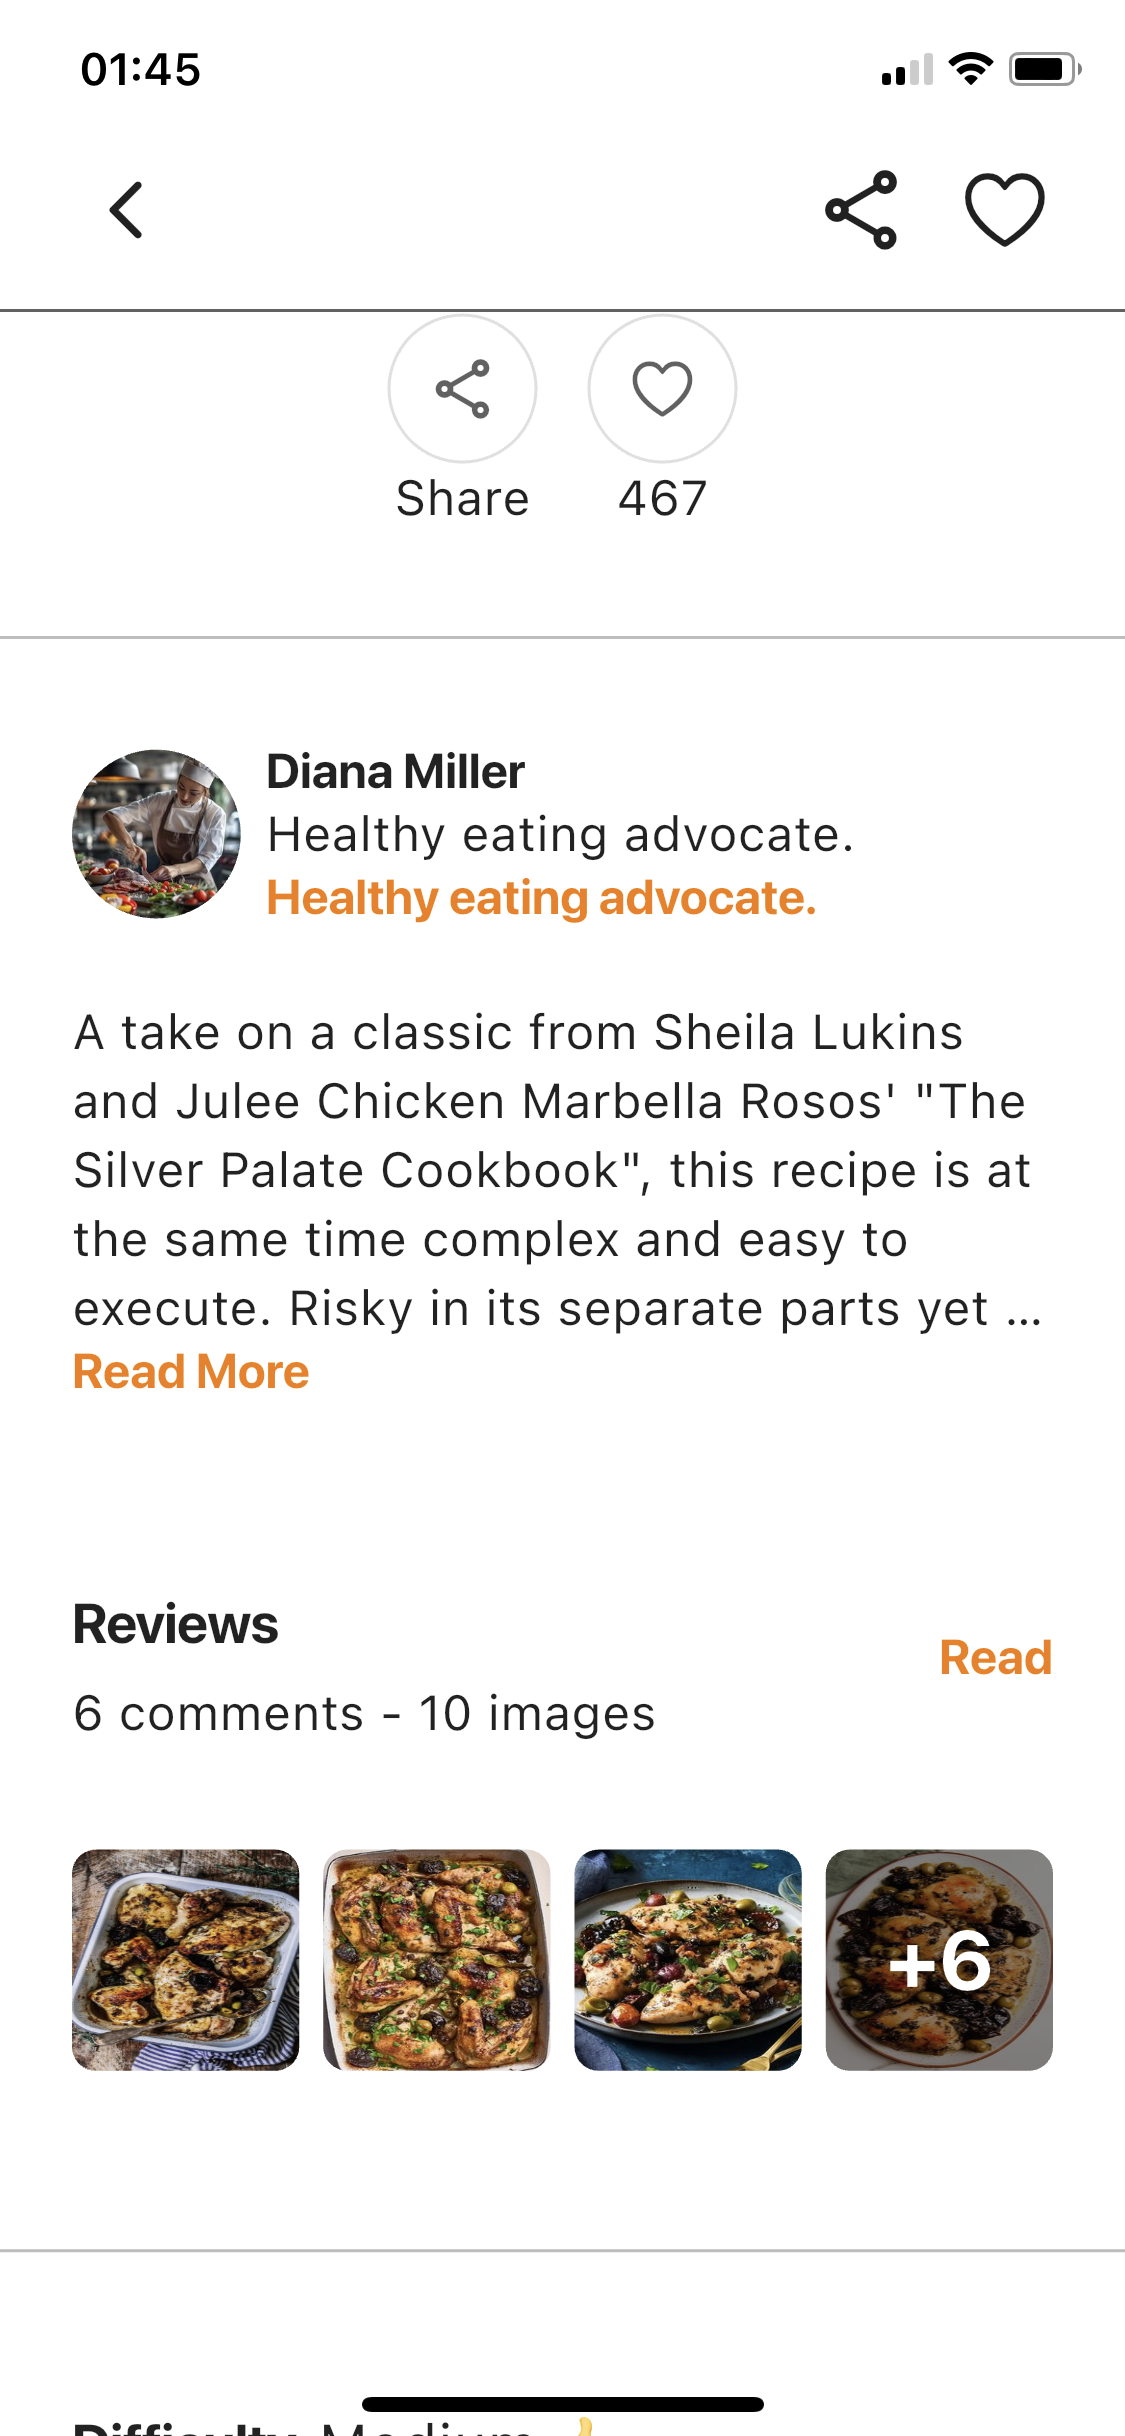 01:45
Share 467
Diana Miller
Healthy eating advocate.
Healthy eating advocate.
A take on a classic from Sheila Lukins
and Julee Chicken Marbella Rosos' "The
Silver Palate Cookbook", this recipe is at
the same time complex and easy to
execute. Risky in its separate parts yet ...
Read More
Reviews
Read
6 comments - 10 images
+6
Difficulty Medium